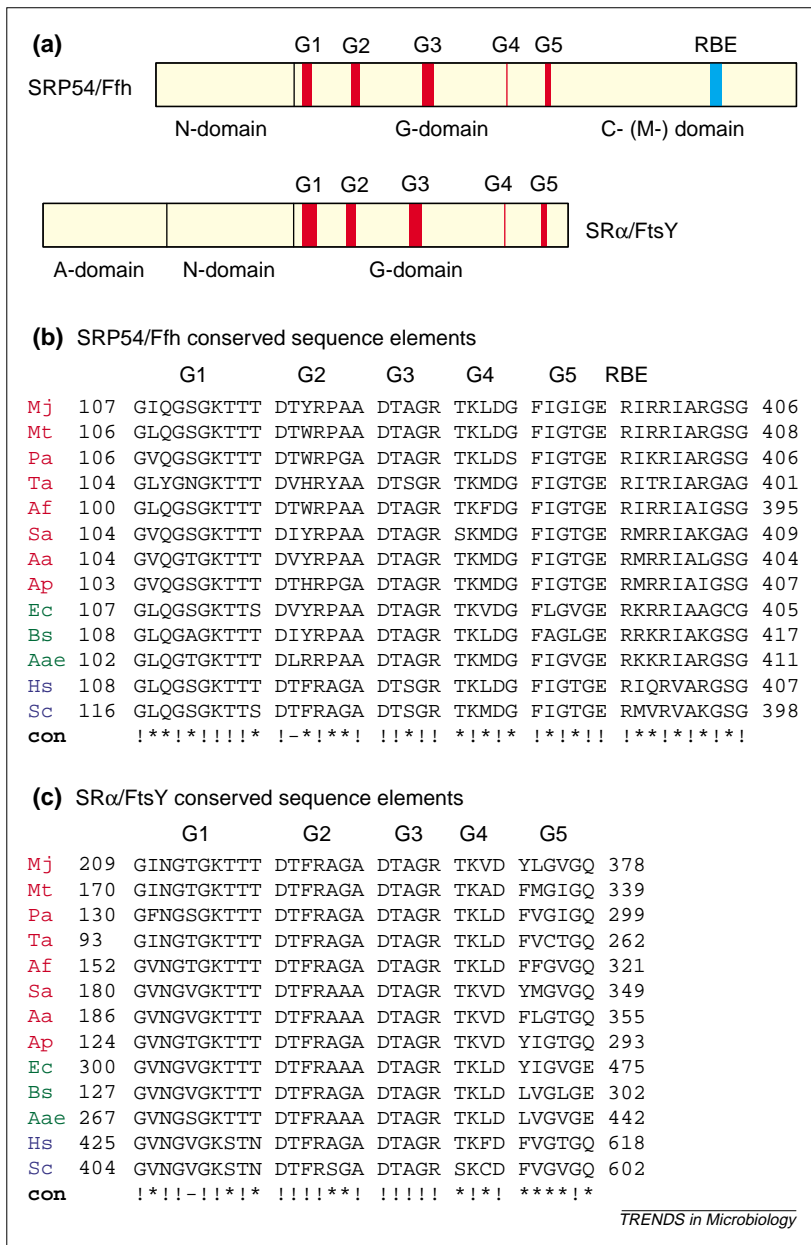 (a)
G1 G2 G3 G4 G5 RBE
SRP54/Ffh
N-domain G-domain C- (M-) domain
G1 G2 G3 G4 G5
SRα/FtsY
A-domain N-domain G-domain
(b) SRP54/Ffh conserved sequence elements
G1 G2 G3 G4 G5 RBE
Mj 107 GIQGSGKTTT DTYRPAA DTAGR TKLDG FIGIGE RIRRIARGSG 406
Mt 106 GLQGSGKTTT DTWRPAA DTAGR TKLDG FIGTGE RIRRIARGSG 408
Pa 106 GVQGSGKTTT DTWRPGA DTAGR TKLDS FIGTGE RIKRIARGSG 406
Ta 104 GLYGNGKTTT DVHRYAA DTSGR TKMDG FIGTGE RITRIARGAG 401
Af 100 GLQGSGKTTT DTWRPAA DTAGR TKFDG FIGTGE RIRRIAIGSG 395
Sa 104 GVQGSGKTTT DIYRPAA DTAGR SKMDG FIGTGE RMRRIAKGAG 409
Aa 104 GVQGTGKTTT DVYRPAA DTAGR TKMDG FIGTGE RMRRIALGSG 404
Ap 103 GVQGSGKTTT DTHRPGA DTAGR TKMDG FIGTGE RMRRIAIGSG 407
Ec 107 GLQGSGKTTS DVYRPAA DTAGR TKVDG FLGVGE RKRRIAAGCG 405
Bs 108 GLQGAGKTTT DIYRPAA DTAGR TKLDG FAGLGE RRKRIAKGSG 417
Aae 102 GLQGTGKTTT DLRRPAA DTAGR TKMDG FIGVGE RKKRIARGSG 411
Hs 108 GLQGSGKTTT DTFRAGA DTSGR TKLDG FIGTGE RIQRVARGSG 407
Sc 116 GLQGSGKTTS DTFRAGA DTSGR TKMDG FIGTGE RMVRVAKGSG 398
con !**!*!!!!* !-*!**! !!*!! *!*!* !*!*!! !**!*!*!*!
(c) SRα/FtsY conserved sequence elements
G1 G2 G3 G4 G5
Mj 209 GINGTGKTTT DTFRAGA DTAGR TKVD YLGVGQ 378
Mt 170 GINGTGKTTT DTFRAGA DTAGR TKAD FMGIGQ 339
Pa 130 GFNGSGKTTT DTFRAGA DTAGR TKLD FVGIGQ 299
Ta 93 GINGTGKTTT DTFRAGA DTAGR TKLD FVCTGQ 262
Af 152 GVNGTGKTTT DTFRAGA DTAGR TKLD FFGVGQ 321
Sa 180 GVNGVGKTTT DTFRAAA DTAGR TKVD YMGVGQ 349
Aa 186 GVNGVGKTTT DTFRAAA DTAGR TKVD FLGTGQ 355
Ap 124 GVNGTGKTTT DTFRAGA DTAGR TKVD YIGTGQ 293
Ec 300 GVNGVGKTTT DTFRAAA DTAGR TKLD YIGVGE 475
Bs 127 GVNGVGKTTT DTFRAAA DTAGR TKLD LVGLGE 302
Aae 267 GVNGSGKTTT DTFRAAA DTAGR TKLD LVGVGE 442
Hs 425 GVNGVGKSTN DTFRAGA DTAGR TKFD FVGTGQ 618
Sc 404 GVNGVGKSTN DTFRSGA DTAGR SKCD FVGVGQ 602
con !*!!-!!*!* !!!!**! !!!!! *!*! ****!*
TRENDS in Microbiology